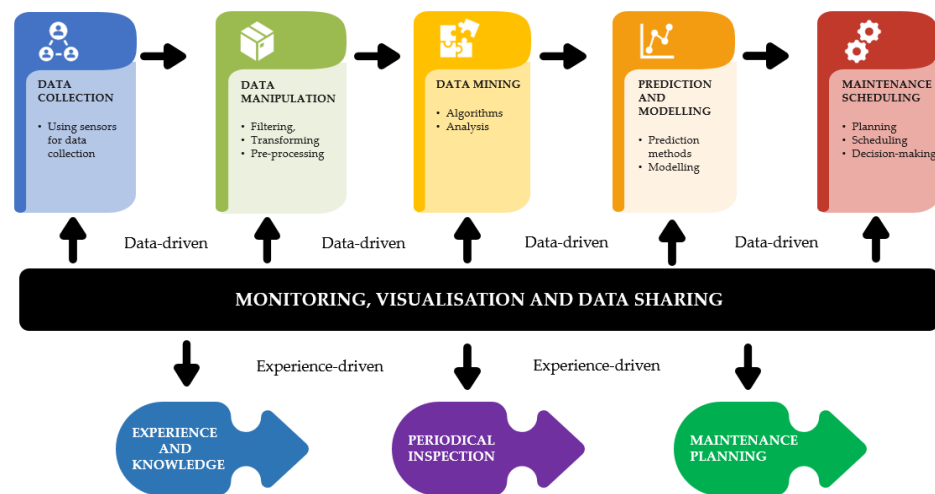 DATA
COLLECTION
• Using sensors
for data
collection
DATA
MANIPULATION
• Filtering,
• Transforming
• Pre-processing
DATA MINING
• Algorithms
• Analysis
PREDICTION
AND
MODELLING
• Prediction
methods
• Modelling
MAINTENANCE
SCHEDULING
• Planning
• Scheduling
• Decision-making
Data-driven
Data-driven
Data-driven
Data-driven
MONITORING, VISUALISATION AND DATA SHARING
Experience-driven
Experience-driven
EXPERIENCE
AND
KNOWLEDGE
PERIODICAL
INSPECTION
MAINTENANCE
PLANNING